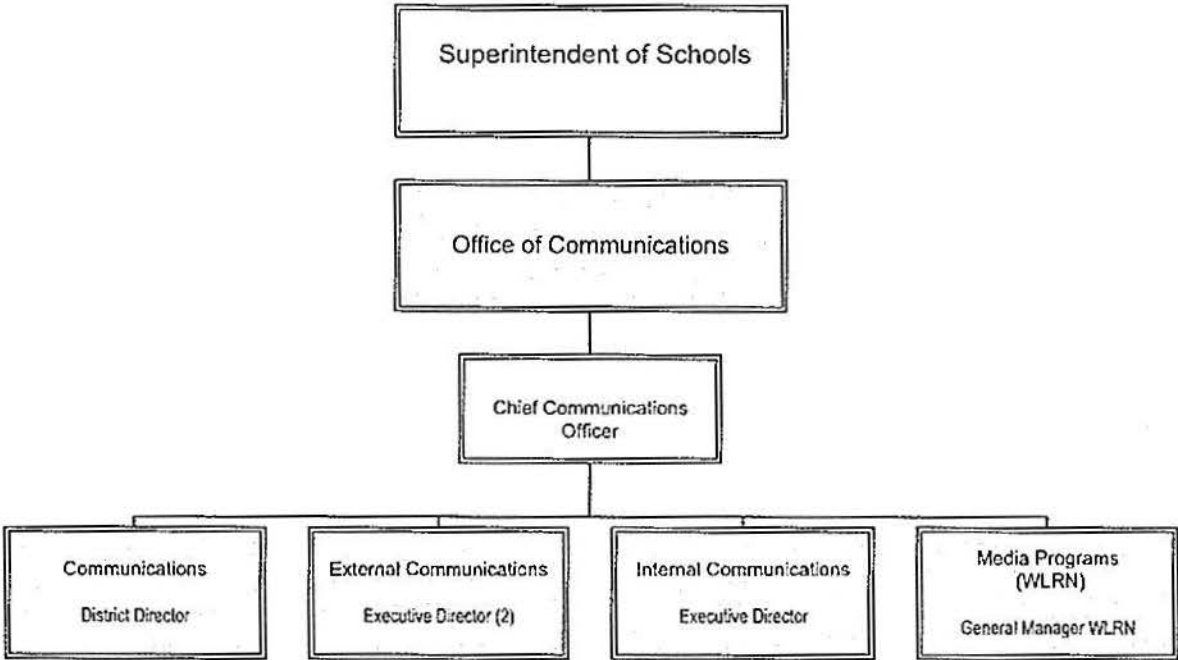 Superintendent of Schools
Office of Communications
Chief Communications
Officer
Communications
District Director
External Communications
Executive Director (2)
Internal Communications
Executive Director
Media Programs
(WLRN)
General Manager WLRN